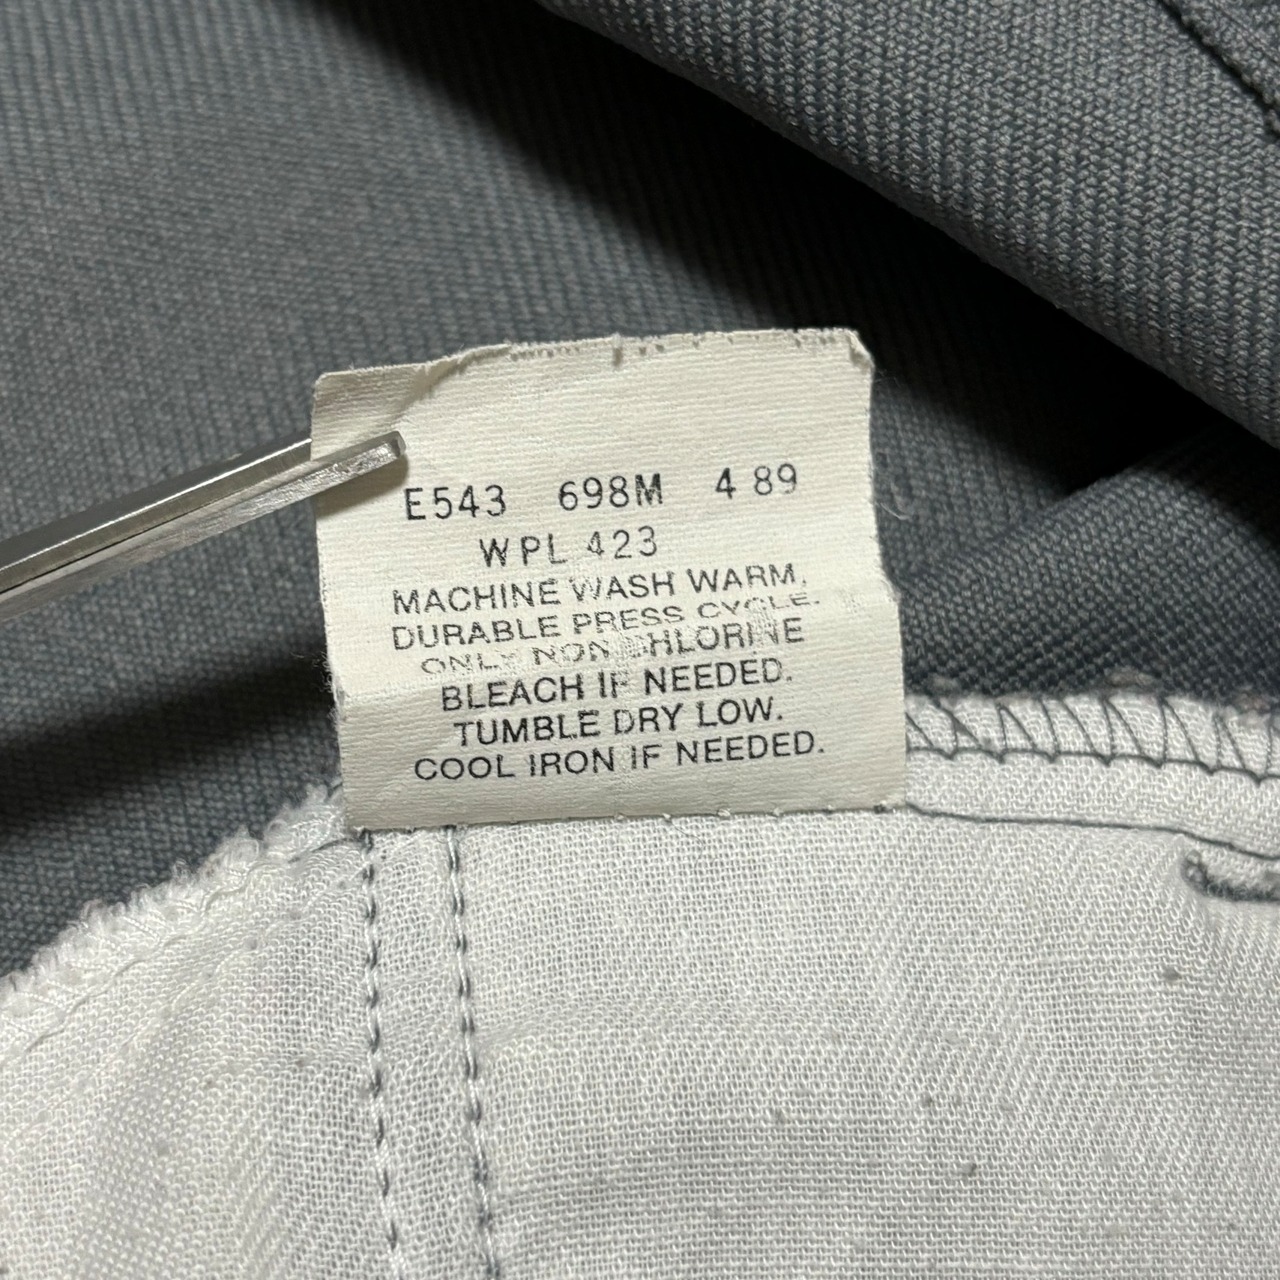 E543 698M 4 89
WPL 423
MACHINE WASH WARM,
DURABLE PRESS CYCLE.
ONLY NON CHLORINE
BLEACH IF NEEDED.
TUMBLE DRY LOW.
COOL IRON IF NEEDED.